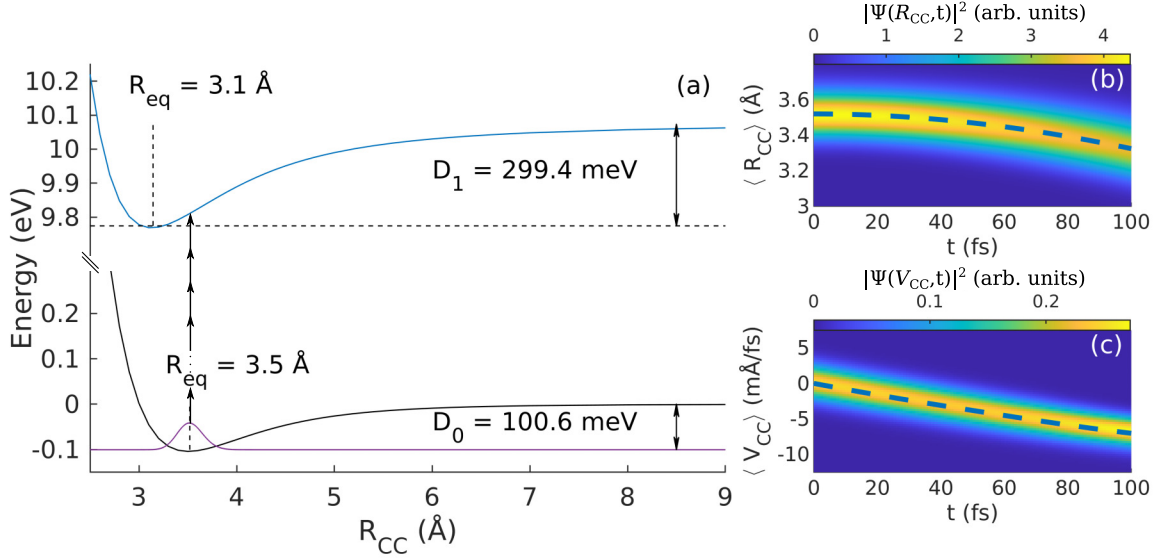 (a)
R_eq = 3.1 Å
D_1 = 299.4 meV
R_eq = 3.5 Å
D_0 = 100.6 meV
Energy (eV)
10.2
10.1
10
9.9
9.8
0.2
0.1
0
-0.1
3 4 5 6 7 8 9
R_CC (Å)
|Ψ(R_CC,t)|² (arb. units)
0 1 2 3 4
(b)
⟨ R_CC⟩ (Å)
3.6
3.4
3.2
3
0 20 40 60 80 100
t (fs)
|Ψ(V_CC,t)|² (arb. units)
0 0.1 0.2
(c)
⟨ V_CC⟩ (mÅ/fs)
5
0
-5
-10
0 20 40 60 80 100
t (fs)